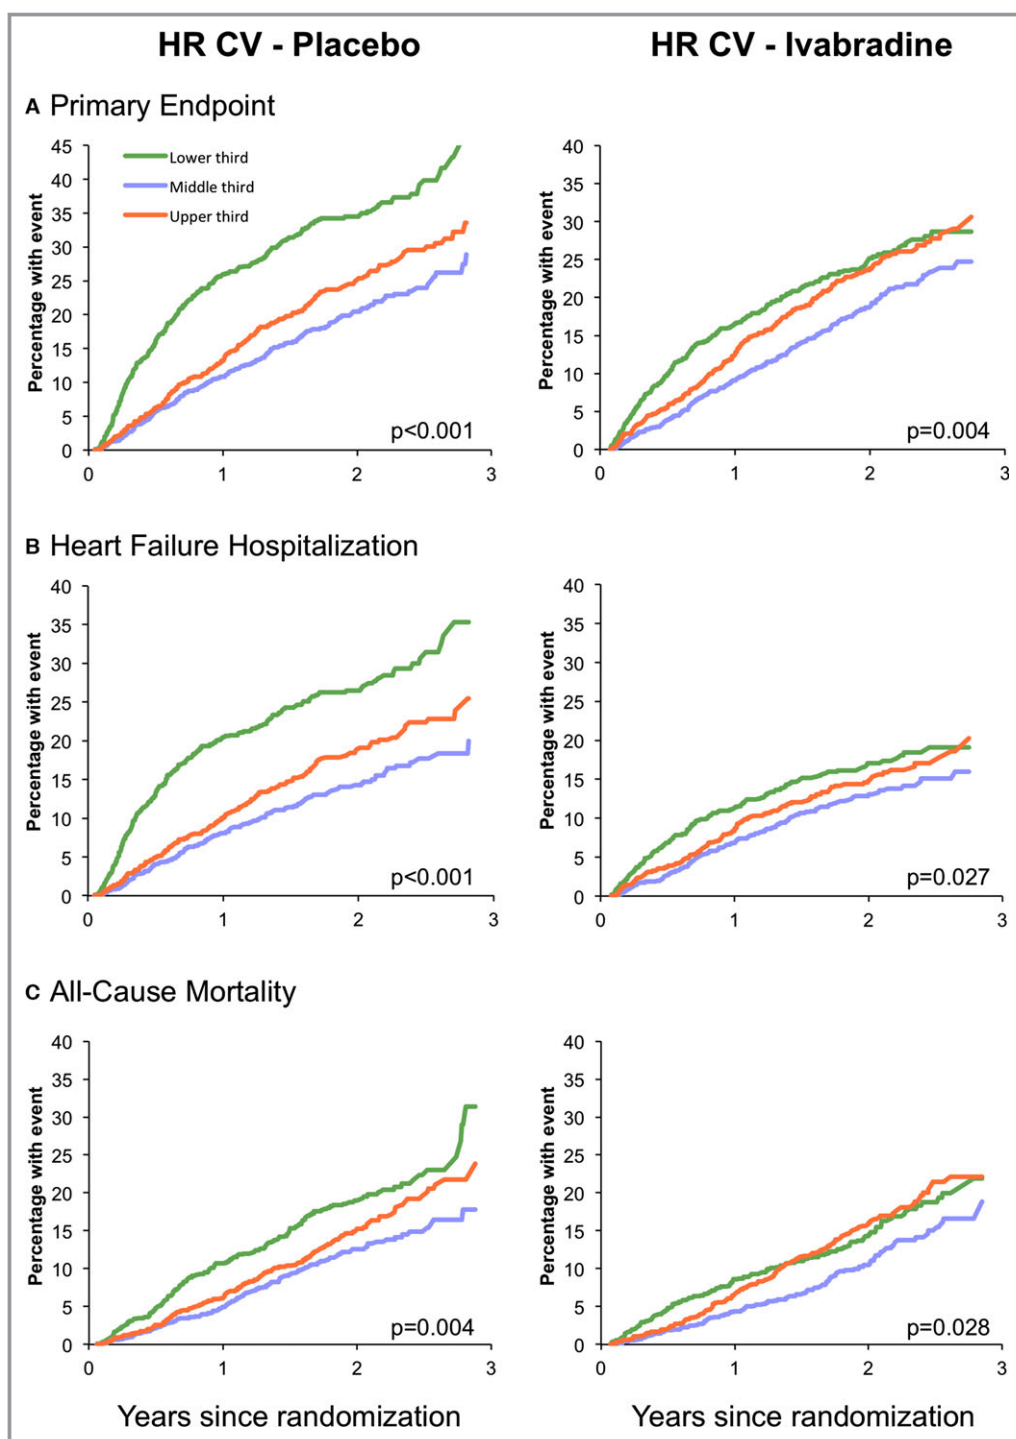 HR CV - Placebo
HR CV - Ivabradine
A Primary Endpoint
Percentage with event
45
40
35
30
25
20
15
10
5
0
Lower third
Middle third
Upper third
p<0.001
0 1 2 3
Percentage with event
40
35
30
25
20
15
10
5
0
p=0.004
0 1 2 3
B Heart Failure Hospitalization
Percentage with event
40
35
30
25
20
15
10
5
0
p<0.001
0 1 2 3
Percentage with event
40
35
30
25
20
15
10
5
0
p=0.027
0 1 2 3
C All-Cause Mortality
Percentage with event
40
35
30
25
20
15
10
5
0
p=0.004
0 1 2 3
Percentage with event
40
35
30
25
20
15
10
5
0
p=0.028
0 1 2 3
Years since randomization
Years since randomization